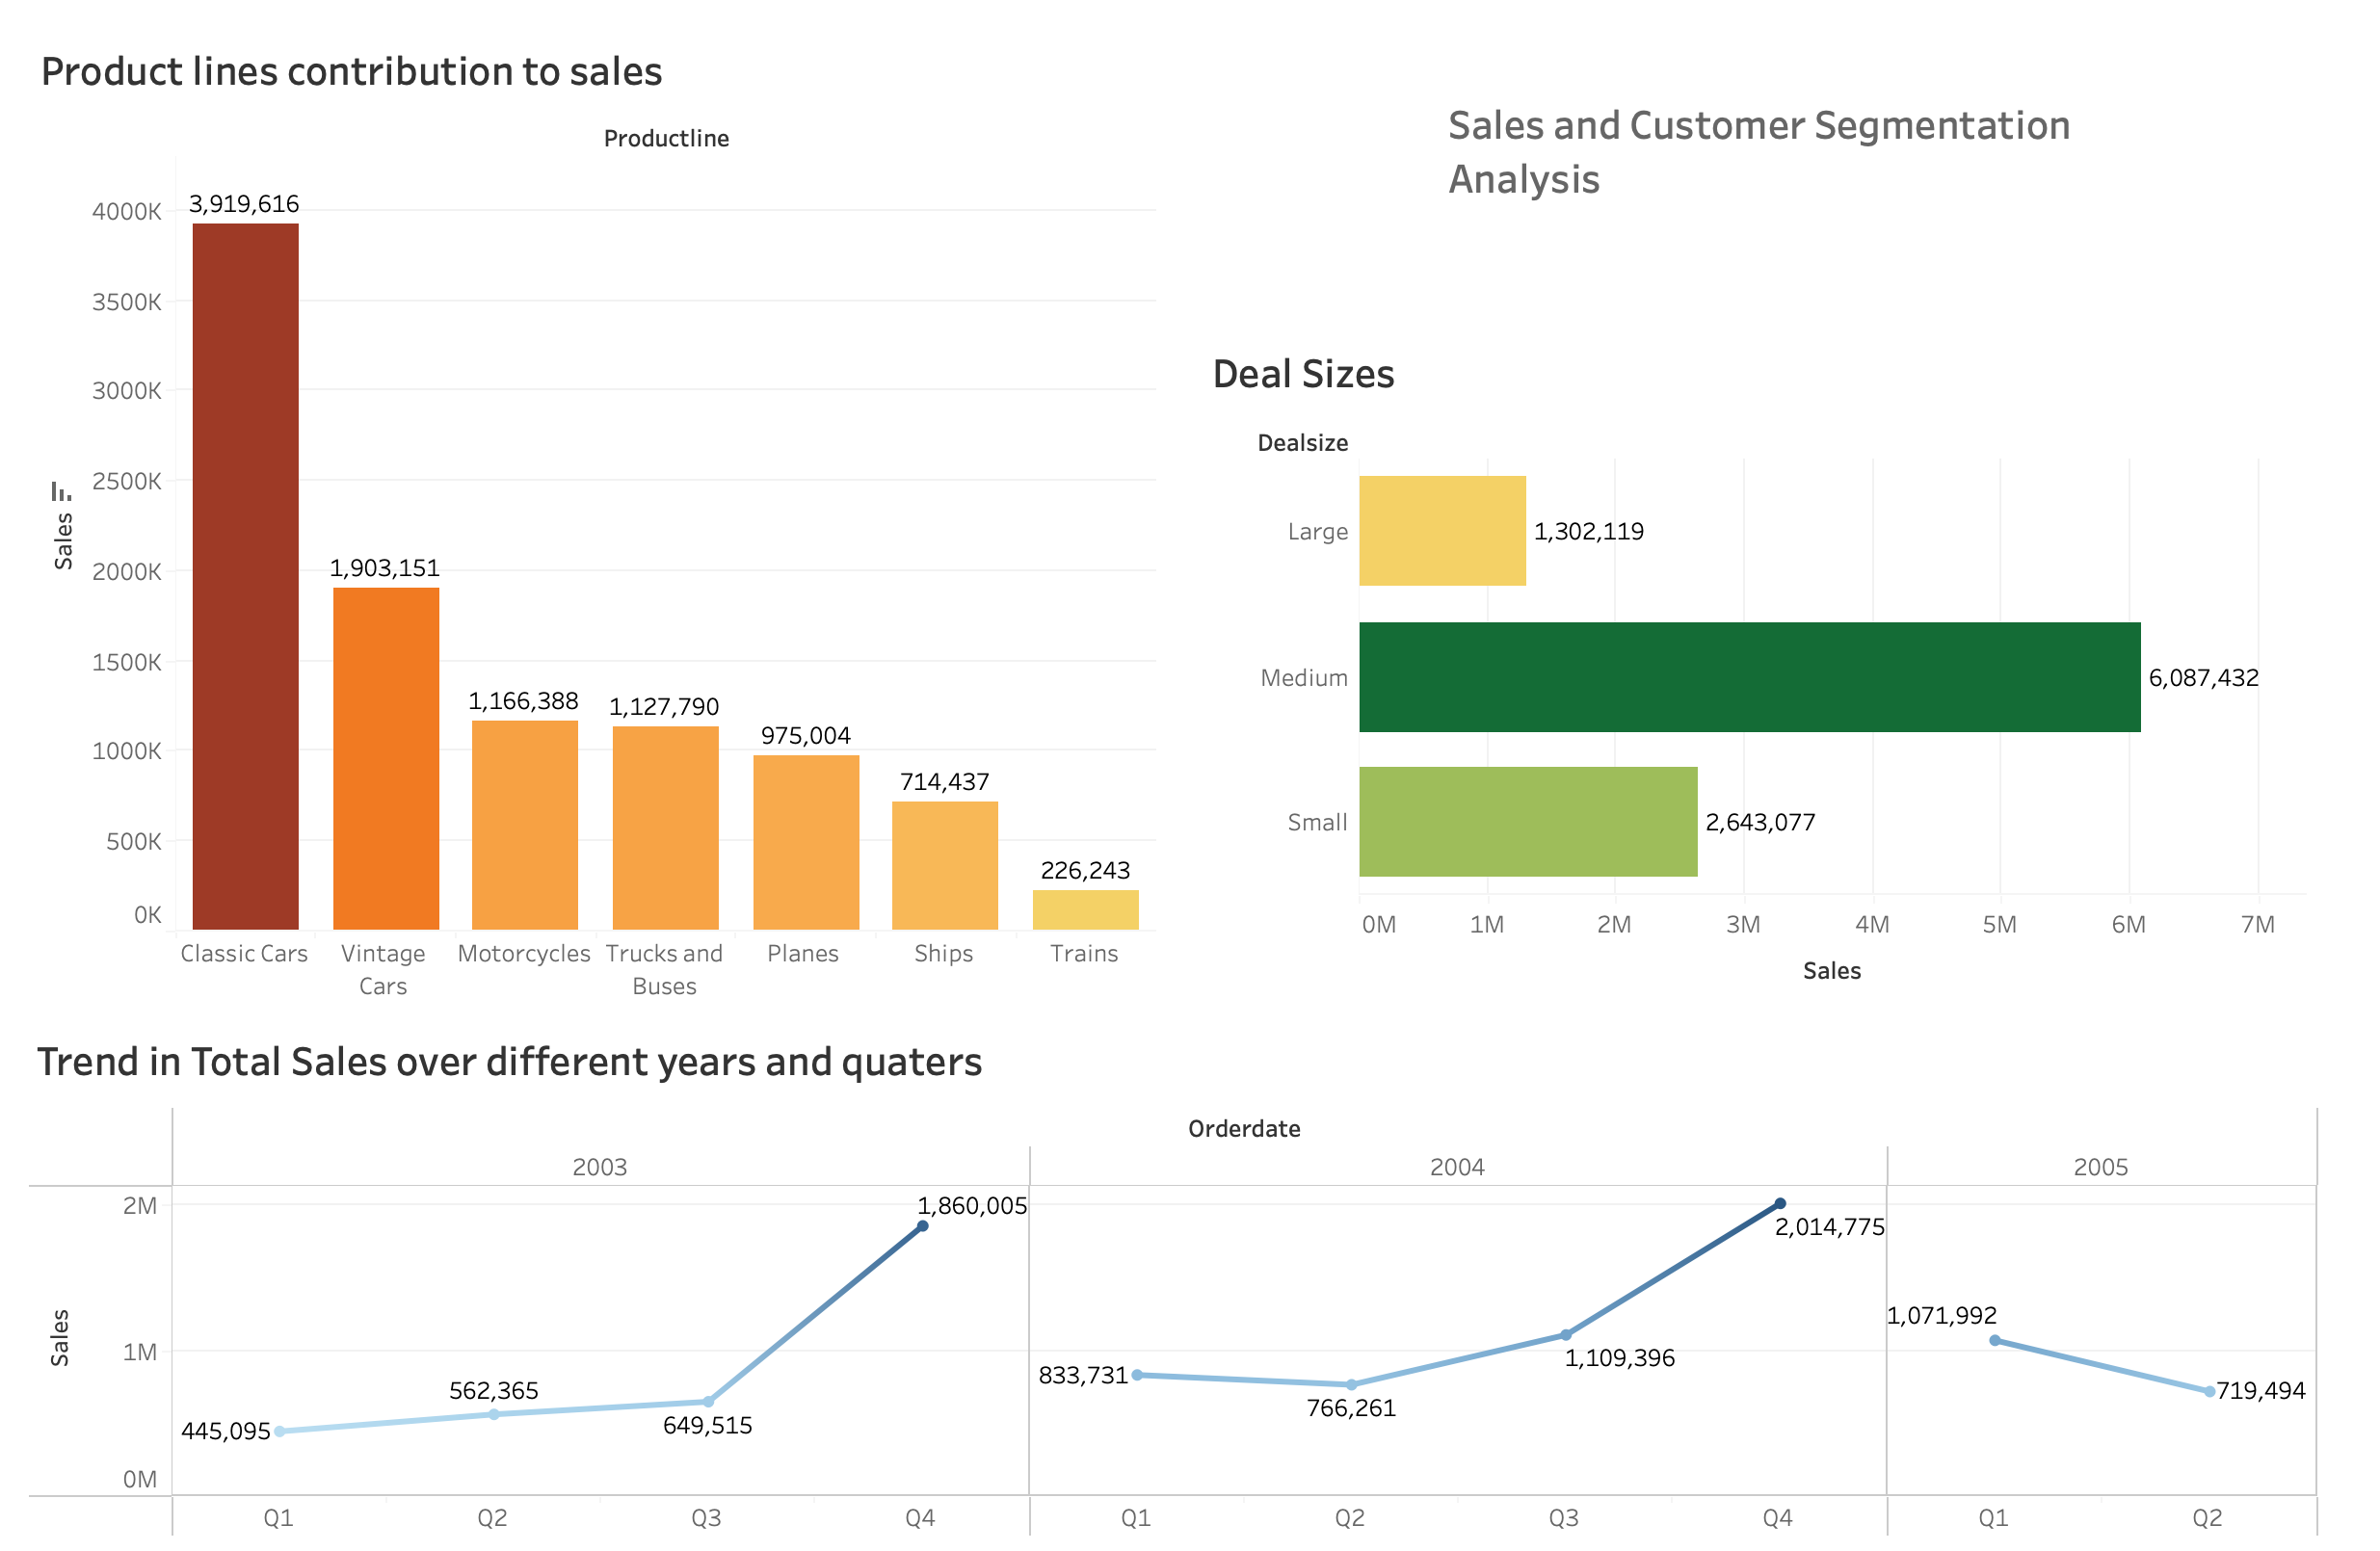 Product lines contribution to sales
Productline
Sales
4000K
3500K
3000K
2500K
2000K
1500K
1000K
500K
0K
3,919,616
1,903,151
1,166,388
1,127,790
975,004
714,437
226,243
Classic Cars
Vintage
Cars
Motorcycles
Trucks and
Buses
Planes
Ships
Trains
Sales and Customer Segmentation
Analysis
Deal Sizes
Dealsize
Large
1,302,119
Medium
6,087,432
Small
2,643,077
0M
1M
2M
3M
4M
5M
6M
7M
Sales
Trend in Total Sales over different years and quaters
Orderdate
2003
2004
2005
Sales
2M
1M
0M
445,095
562,365
649,515
1,860,005
833,731
766,261
1,109,396
2,014,775
1,071,992
719,494
Q1
Q2
Q3
Q4
Q1
Q2
Q3
Q4
Q1
Q2